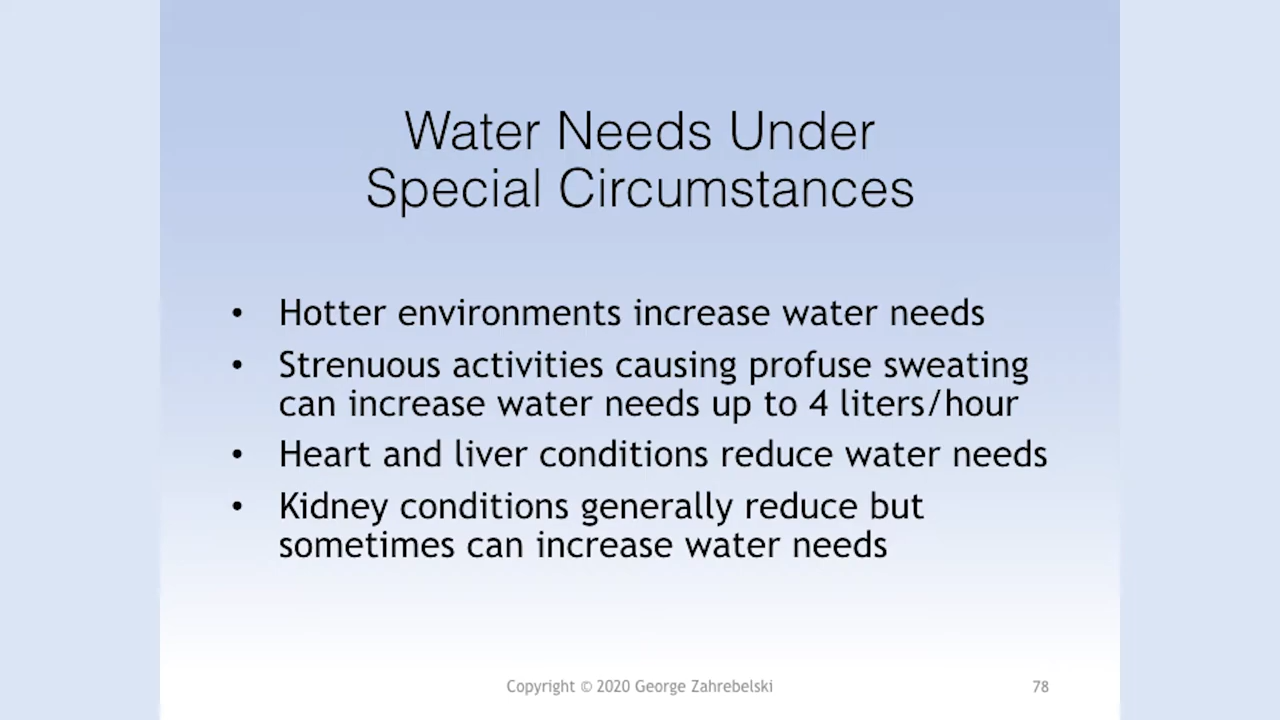 Water Needs Under
Special Circumstances
• Hotter environments increase water needs
• Strenuous activities causing profuse sweating
can increase water needs up to 4 liters/hour
• Heart and liver conditions reduce water needs
• Kidney conditions generally reduce but
sometimes can increase water needs
Copyright © 2020 George Zahrebelski
78